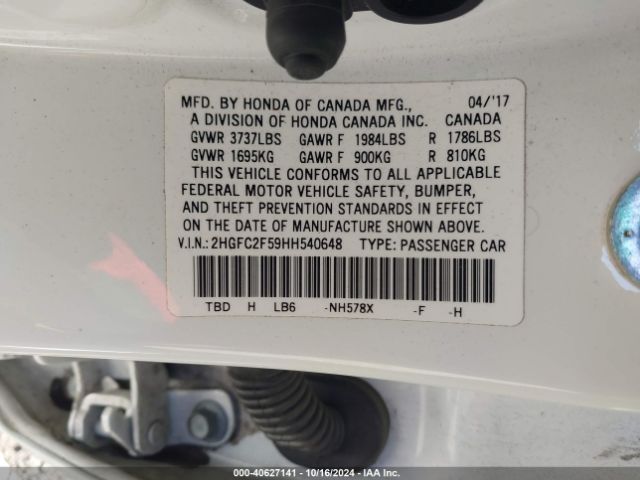 MFD. BY HONDA OF CANADA MFG., 04/'17
A DIVISION OF HONDA CANADA INC. CANADA
GVWR 3737LBS GAWR F 1984LBS R 1786LBS
GVWR 1695KG GAWR F 900KG R 810KG
THIS VEHICLE CONFORMS TO ALL APPLICABLE
FEDERAL MOTOR VEHICLE SAFETY, BUMPER,
AND THEFT PREVENTION STANDARDS IN EFFECT
ON THE DATE OF MANUFACTURE SHOWN ABOVE.
V.I.N.: 2HGFC2F59HH540648 TYPE: PASSENGER CAR
TBD H LB6 -NH578X -F -H
000-40627141 | 10/16/2024 | IAA Inc.